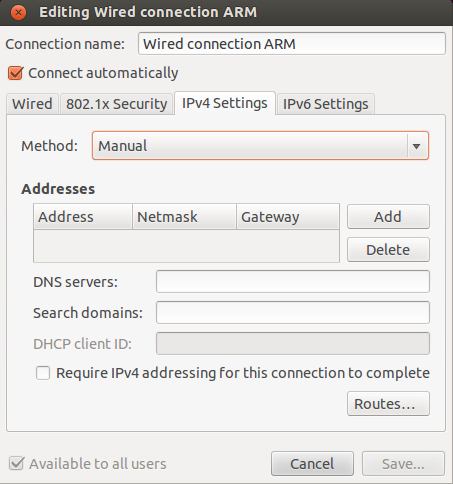 Editing Wired connection ARM
Connection name: Wired connection ARM
Connect automatically
Wired 802.1x Security IPv4 Settings IPv6 Settings
Method: Manual
Addresses
Address Netmask Gateway Add
Delete
DNS servers:
Search domains:
DHCP client ID:
Require IPv4 addressing for this connection to complete
Routes...
Available to all users Cancel Save...